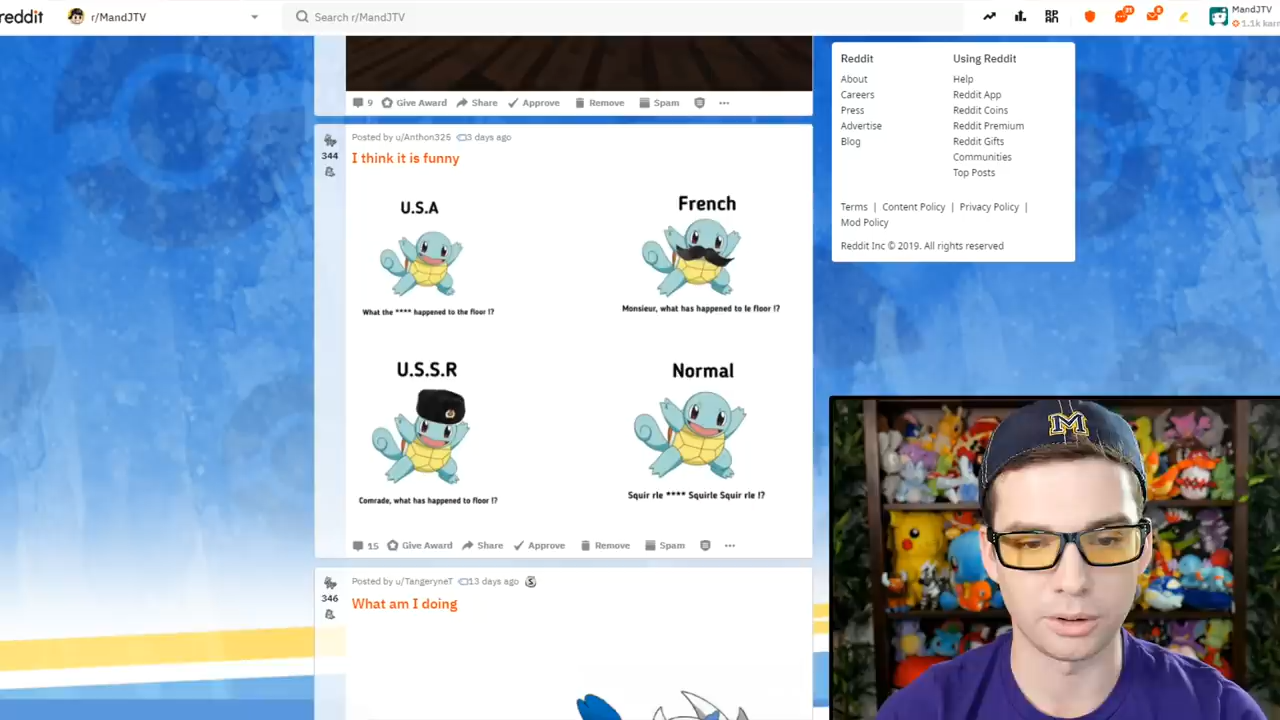 reddit
r/MandJTV
Search r/MandJTV
MandJTV
9
Give Award
Share
Approve
Remove
Spam
Posted by u/Anthon325
3 days ago
344
I think it is funny
U.S.A
French
What the **** happened to the floor !?
Monsieur, what has happened to le floor !?
U.S.S.R
Normal
Comrade, what has happened to floor !?
Squir rle **** Squirle Squir rle !?
15
Give Award
Share
Approve
Remove
Spam
Posted by u/TangeryneT
13 days ago
346
What am I doing
Reddit
Using Reddit
About
Help
Careers
Reddit App
Press
Reddit Coins
Advertise
Reddit Premium
Blog
Reddit Gifts
Communities
Top Posts
Terms | Content Policy | Privacy Policy |
Mod Policy
Reddit Inc © 2019. All rights reserved
M